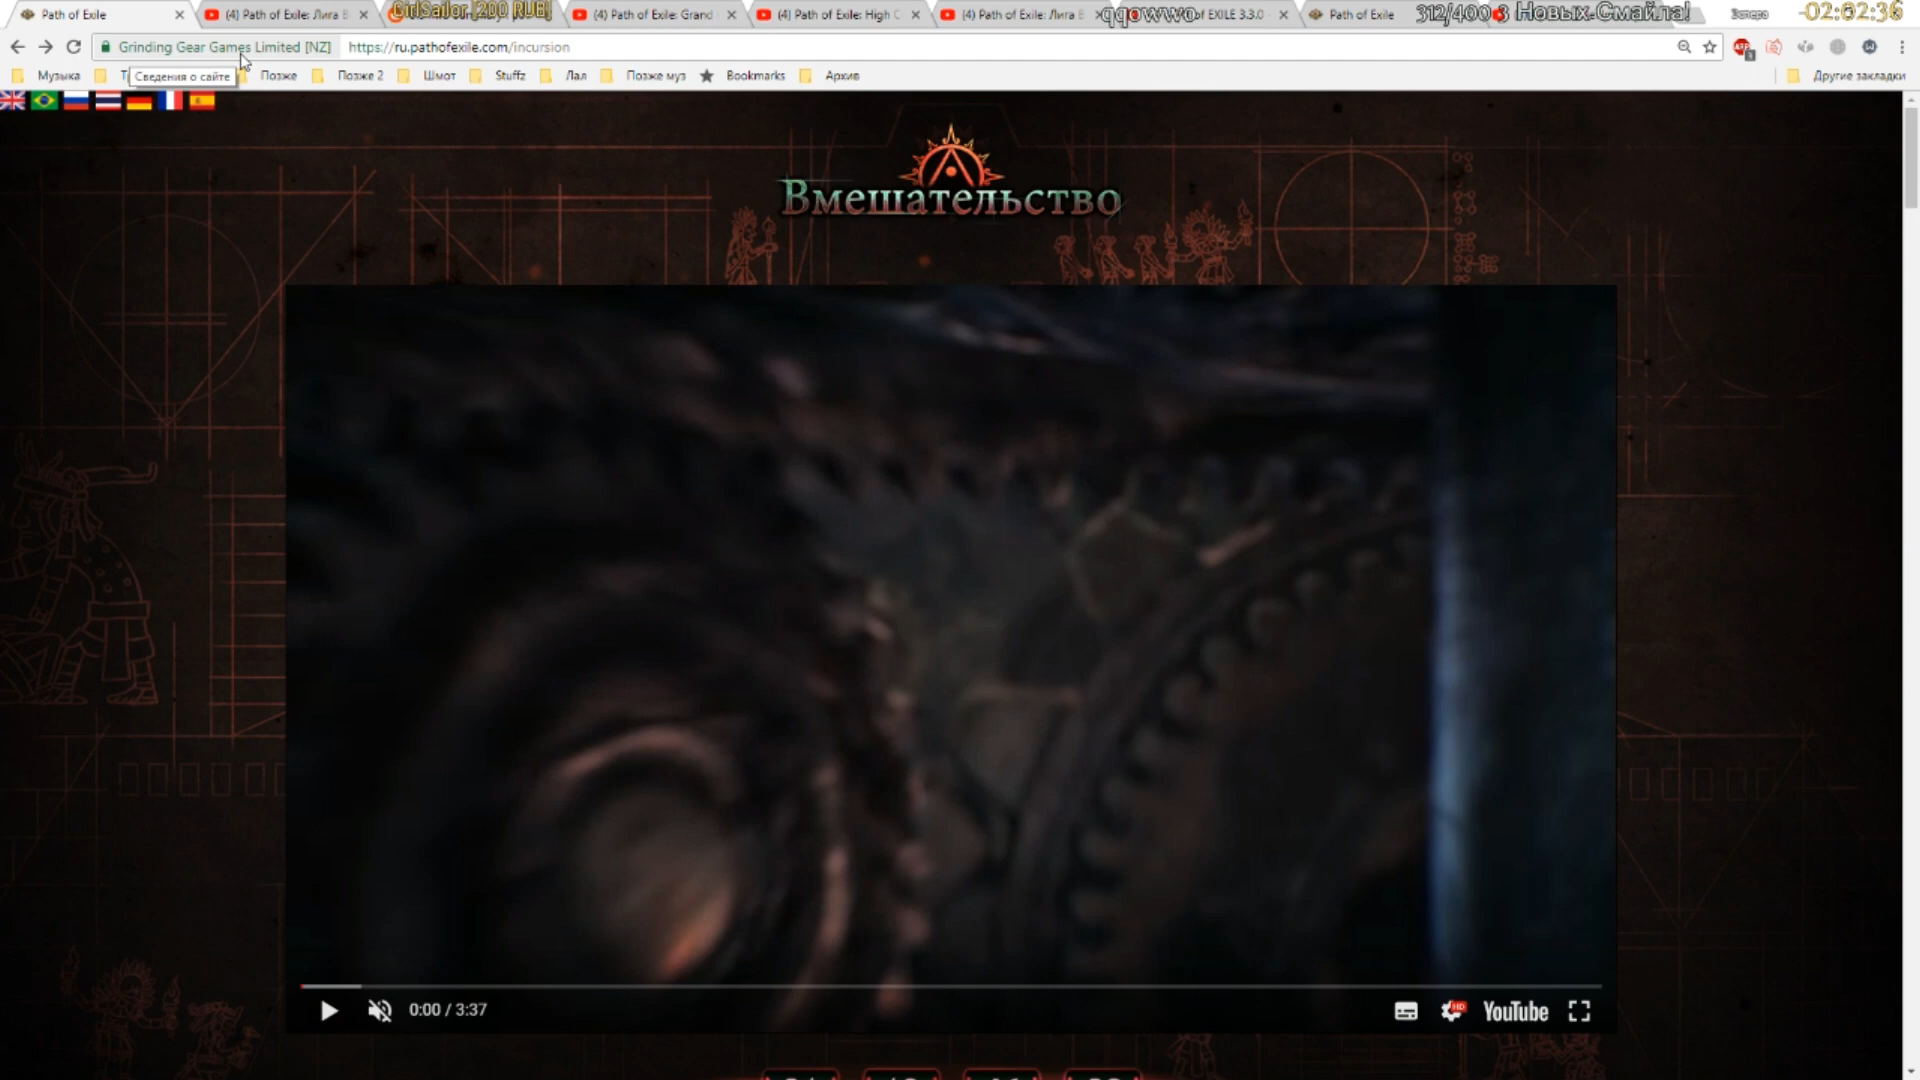 Path of Exile
(4) Path of Exile: Лига В
GirlSailor [200 RUB]
(4) Path of Exile: Grand
(4) Path of Exile: High C
(4) Path of Exile: Лига В
qqowwo
of EXILE 3.3.0 -
Path of Exile
312/400 3 Новых Смайла!
-02:02:36
Grinding Gear Games Limited [NZ]
https://ru.pathofexile.com/incursion
Музыка
Сведения о сайте
Позже
Позже 2
Шмот
Stuffz
Лал
Позже муз
Bookmarks
Архив
Другие закладки
Вмешательство
0:00 / 3:37
HD
YouTube